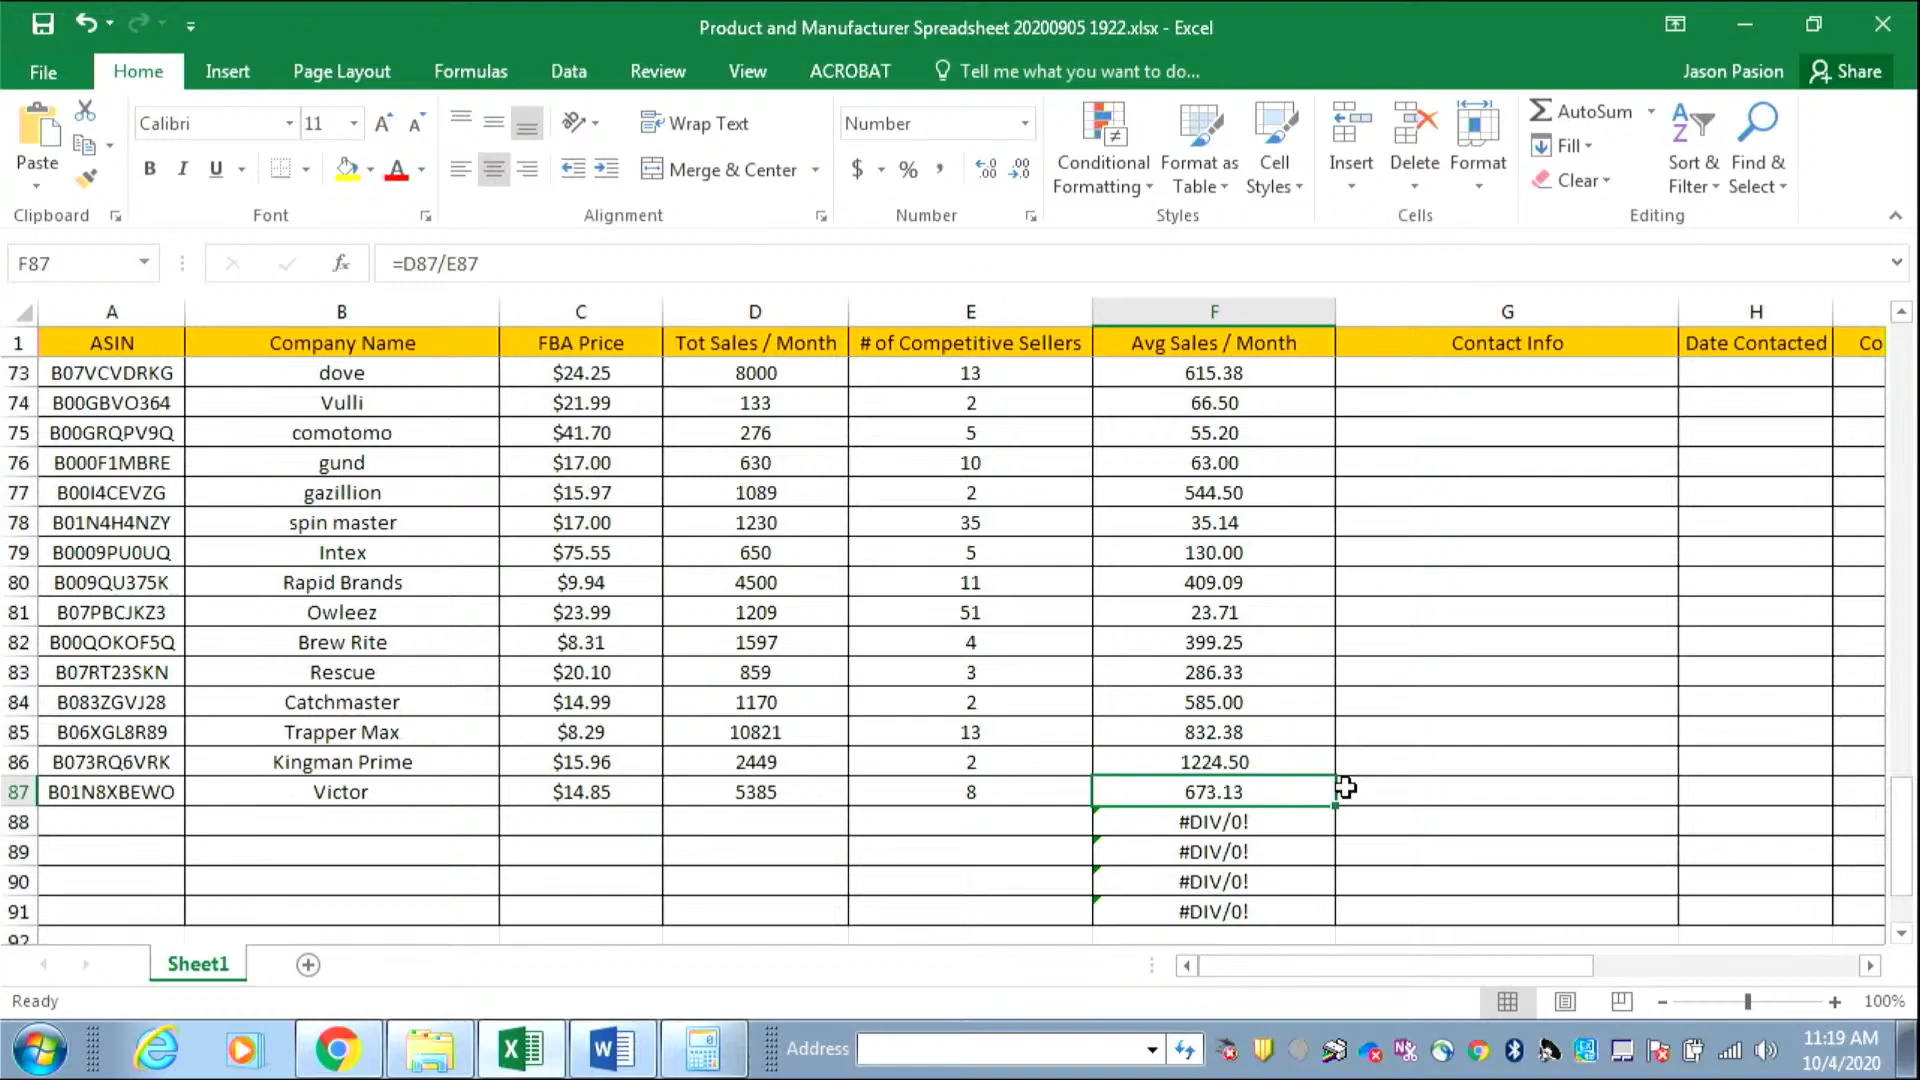 Product and Manufacturer Spreadsheet 20200905 1922.xlsx - Excel
File Home Insert Page Layout Formulas Data Review View ACROBAT Tell me what you want to do... Jason Pasion Share
Paste
Clipboard
Calibri 11
B I U
Font
Wrap Text
Merge & Center
Alignment
Number
$ % ,
Number
Conditional Formatting
Format as Table
Cell Styles
Styles
Insert Delete Format
Cells
AutoSum
Fill
Clear
Sort & Filter
Find & Select
Editing
F87 fx =D87/E87
A B C D E F G H
1 ASIN Company Name FBA Price Tot Sales / Month # of Competitive Sellers Avg Sales / Month Contact Info Date Contacted Co
73 B07VCVDRKG dove $24.25 8000 13 615.38
74 B00GBVO364 Vulli $21.99 133 2 66.50
75 B00GRQPV9Q comotomo $41.70 276 5 55.20
76 B000F1MBRE gund $17.00 630 10 63.00
77 B00I4CEVZG gazillion $15.97 1089 2 544.50
78 B01N4H4NZY spin master $17.00 1230 35 35.14
79 B0009PU0UQ Intex $75.55 650 5 130.00
80 B009QU375K Rapid Brands $9.94 4500 11 409.09
81 B07PBCJKZ3 Owleez $23.99 1209 51 23.71
82 B00QOKOF5Q Brew Rite $8.31 1597 4 399.25
83 B07RT23SKN Rescue $20.10 859 3 286.33
84 B083ZGVJ28 Catchmaster $14.99 1170 2 585.00
85 B06XGL8R89 Trapper Max $8.29 10821 13 832.38
86 B073RQ6VRK Kingman Prime $15.96 2449 2 1224.50
87 B01N8XBEWO Victor $14.85 5385 8 673.13
88 #DIV/0!
89 #DIV/0!
90 #DIV/0!
91 #DIV/0!
92
Sheet1
Ready 100%
Address 11:19 AM
10/4/2020